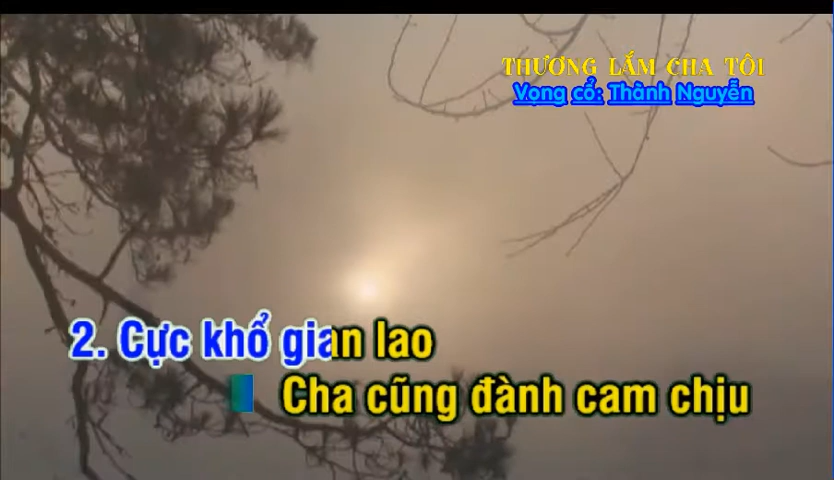 THƯƠNG LẮM CHA TÔI
Vọng cổ: Thành Nguyễn
2. Cực khổ gian lao
Cha cũng đành cam chịu